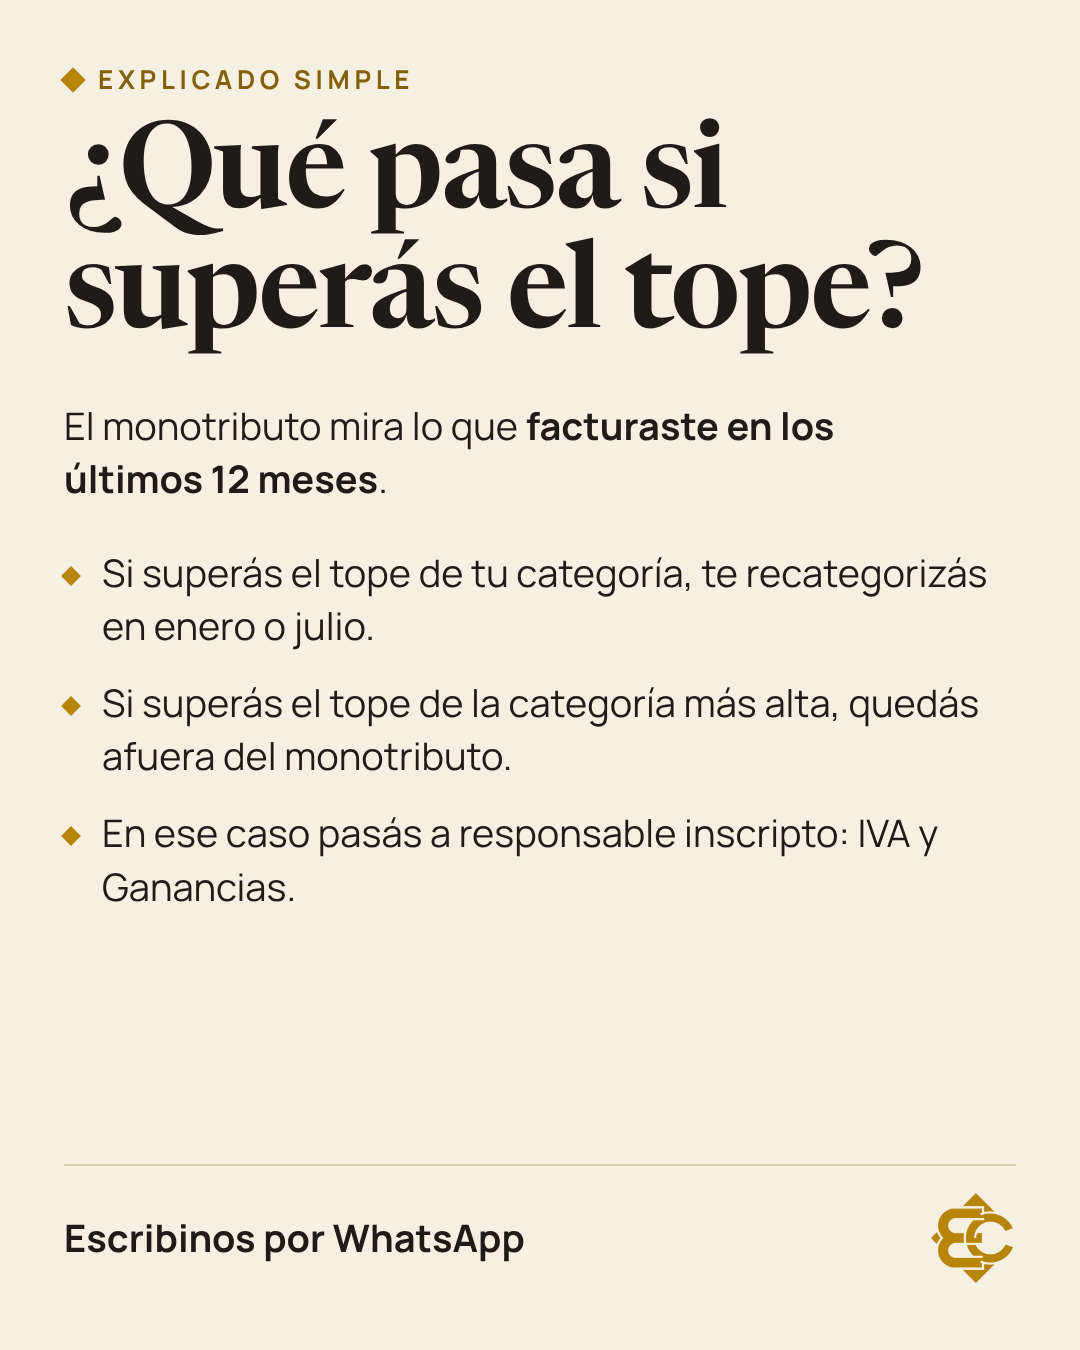 EXPLICADO SIMPLE
¿Qué pasa si
superás el tope?
El monotributo mira lo que facturaste en los
últimos 12 meses.
Si superás el tope de tu categoría, te recategorizás
en enero o julio.
Si superás el tope de la categoría más alta, quedás
afuera del monotributo.
En ese caso pasás a responsable inscripto: IVA y
Ganancias.
Escribinos por WhatsApp
EC